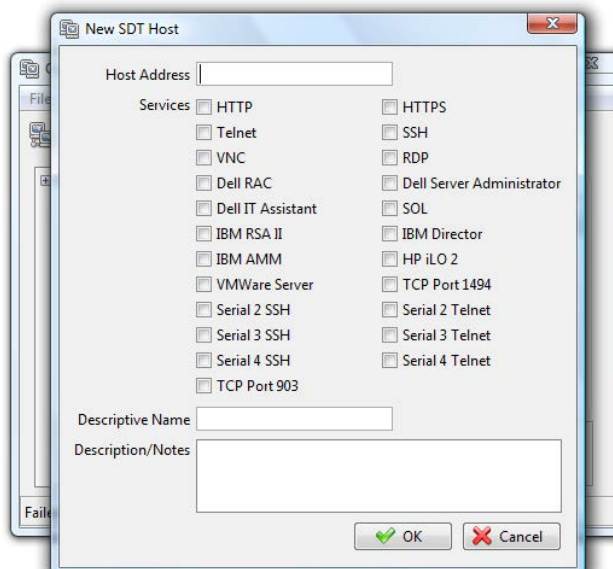 New SDT Host
File
Host Address
Services HTTP HTTPS
Telnet SSH
VNC RDP
Dell RAC Dell Server Administrator
Dell IT Assistant SOL
IBM RSA II IBM Director
IBM AMM HP iLO 2
VMWare Server TCP Port 1494
Serial 2 SSH Serial 2 Telnet
Serial 3 SSH Serial 3 Telnet
Serial 4 SSH Serial 4 Telnet
TCP Port 903
Descriptive Name
Description/Notes
OK Cancel